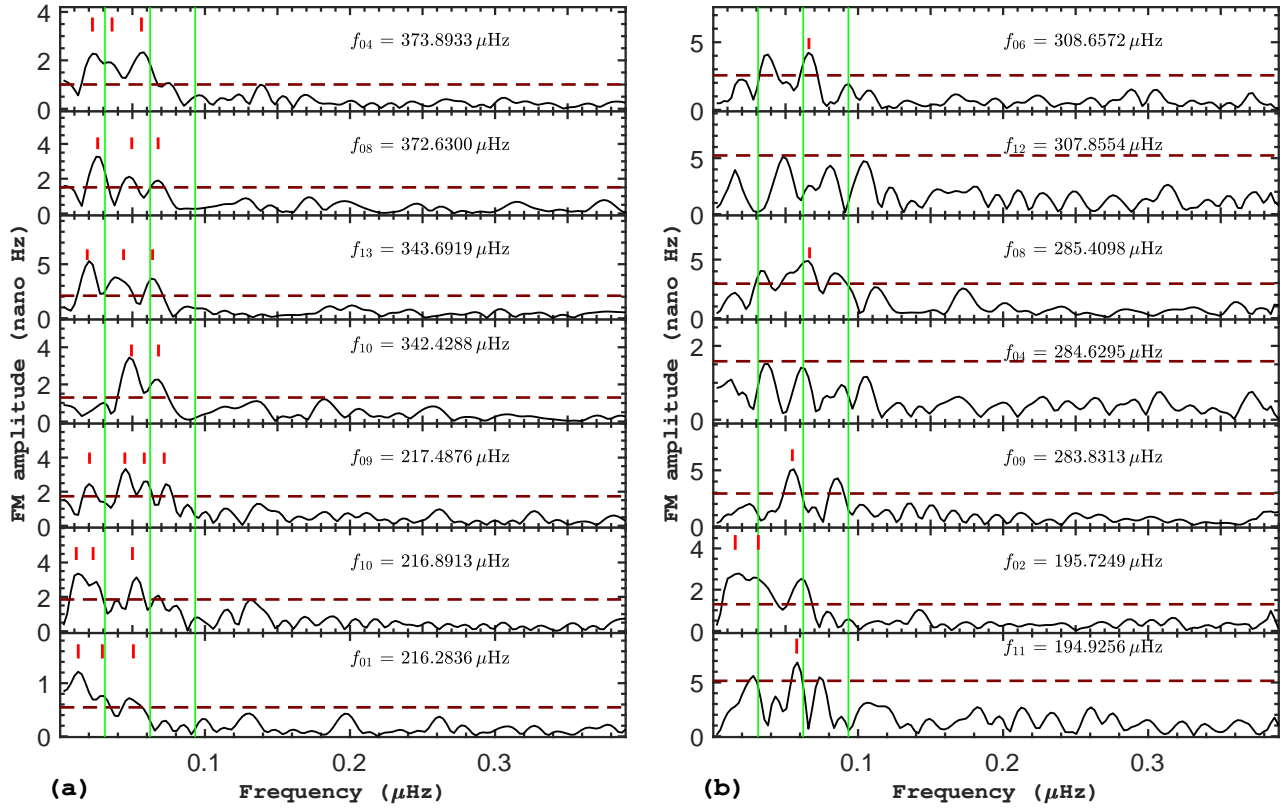 FM amplitude (nano Hz)
4
2
0
f04 = 373.8933 μHz
4
2
0
f08 = 372.6300 μHz
5
0
f13 = 343.6919 μHz
4
2
0
f10 = 342.4288 μHz
4
2
0
f09 = 217.4876 μHz
4
2
0
f10 = 216.8913 μHz
1
0
f01 = 216.2836 μHz
0.1 0.2 0.3
(a) Frequency (μHz)
FM amplitude (nano Hz)
5
0
f06 = 308.6572 μHz
5
0
f12 = 307.8554 μHz
5
0
f08 = 285.4098 μHz
2
0
f04 = 284.6295 μHz
5
0
f09 = 283.8313 μHz
4
2
0
f02 = 195.7249 μHz
5
0
f11 = 194.9256 μHz
0.1 0.2 0.3
(b) Frequency (μHz)